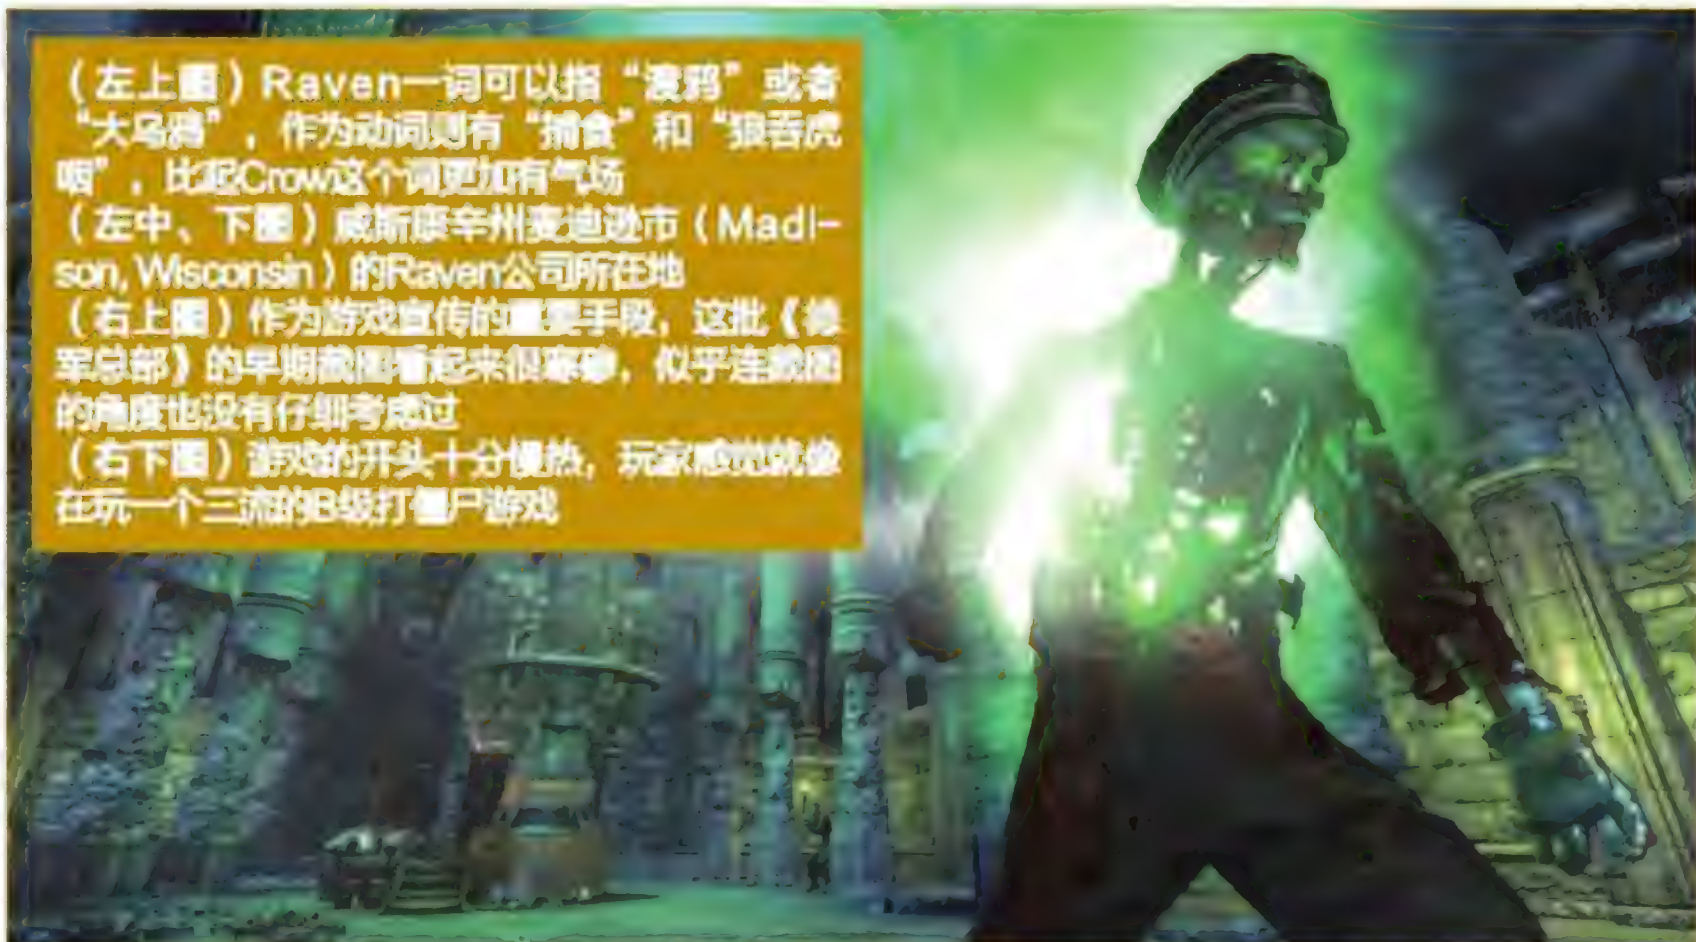 （左上图）Raven一词可以指“渡鸦”或者
“大乌鸦”，作为动词则有“捕食”和“狼吞虎
咽”，比起Crow这个词更加有气场
（左中、下图）威斯康辛州麦迪逊市（Madi-
son, Wisconsin）的Raven公司所在地
（右上图）作为游戏宣传的重要手段，这批《德
军总部》的早期截图看起来很寒碜，似乎连截图
的角度也没有仔细考虑过
（右下图）游戏的开头十分慢热，玩家感觉就像
在玩一个三流的B级打僵尸游戏